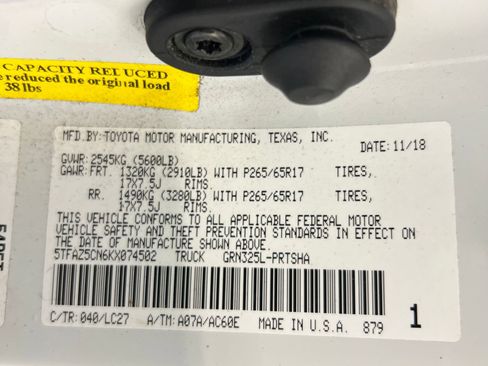 CAPACITY REDUCED
e reduced the original load
38 lbs
MFD.BY:TOYOTA MOTOR MANUFACTURING, TEXAS, INC.
DATE:11/18
GVWR:2545KG (5600LB)
GAWR:FRT. 1320KG (2910LB) WITH P265/65R17 TIRES,
17X7.5J RIMS.
RR. 1490KG (3280LB) WITH P265/65R17 TIRES,
17X7.5J RIMS.
THIS VEHICLE CONFORMS TO ALL APPLICABLE FEDERAL MOTOR
VEHICLE SAFETY AND THEFT PREVENTION STANDARDS IN EFFECT ON
THE DATE OF MANUFACTURE SHOWN ABOVE.
5TFAZ5CN6KX074502 TRUCK GRN325L-PRTSHA
C/TR:040/LC27 A/TM:A07A/AC60E MADE IN U.S.A. 879 1